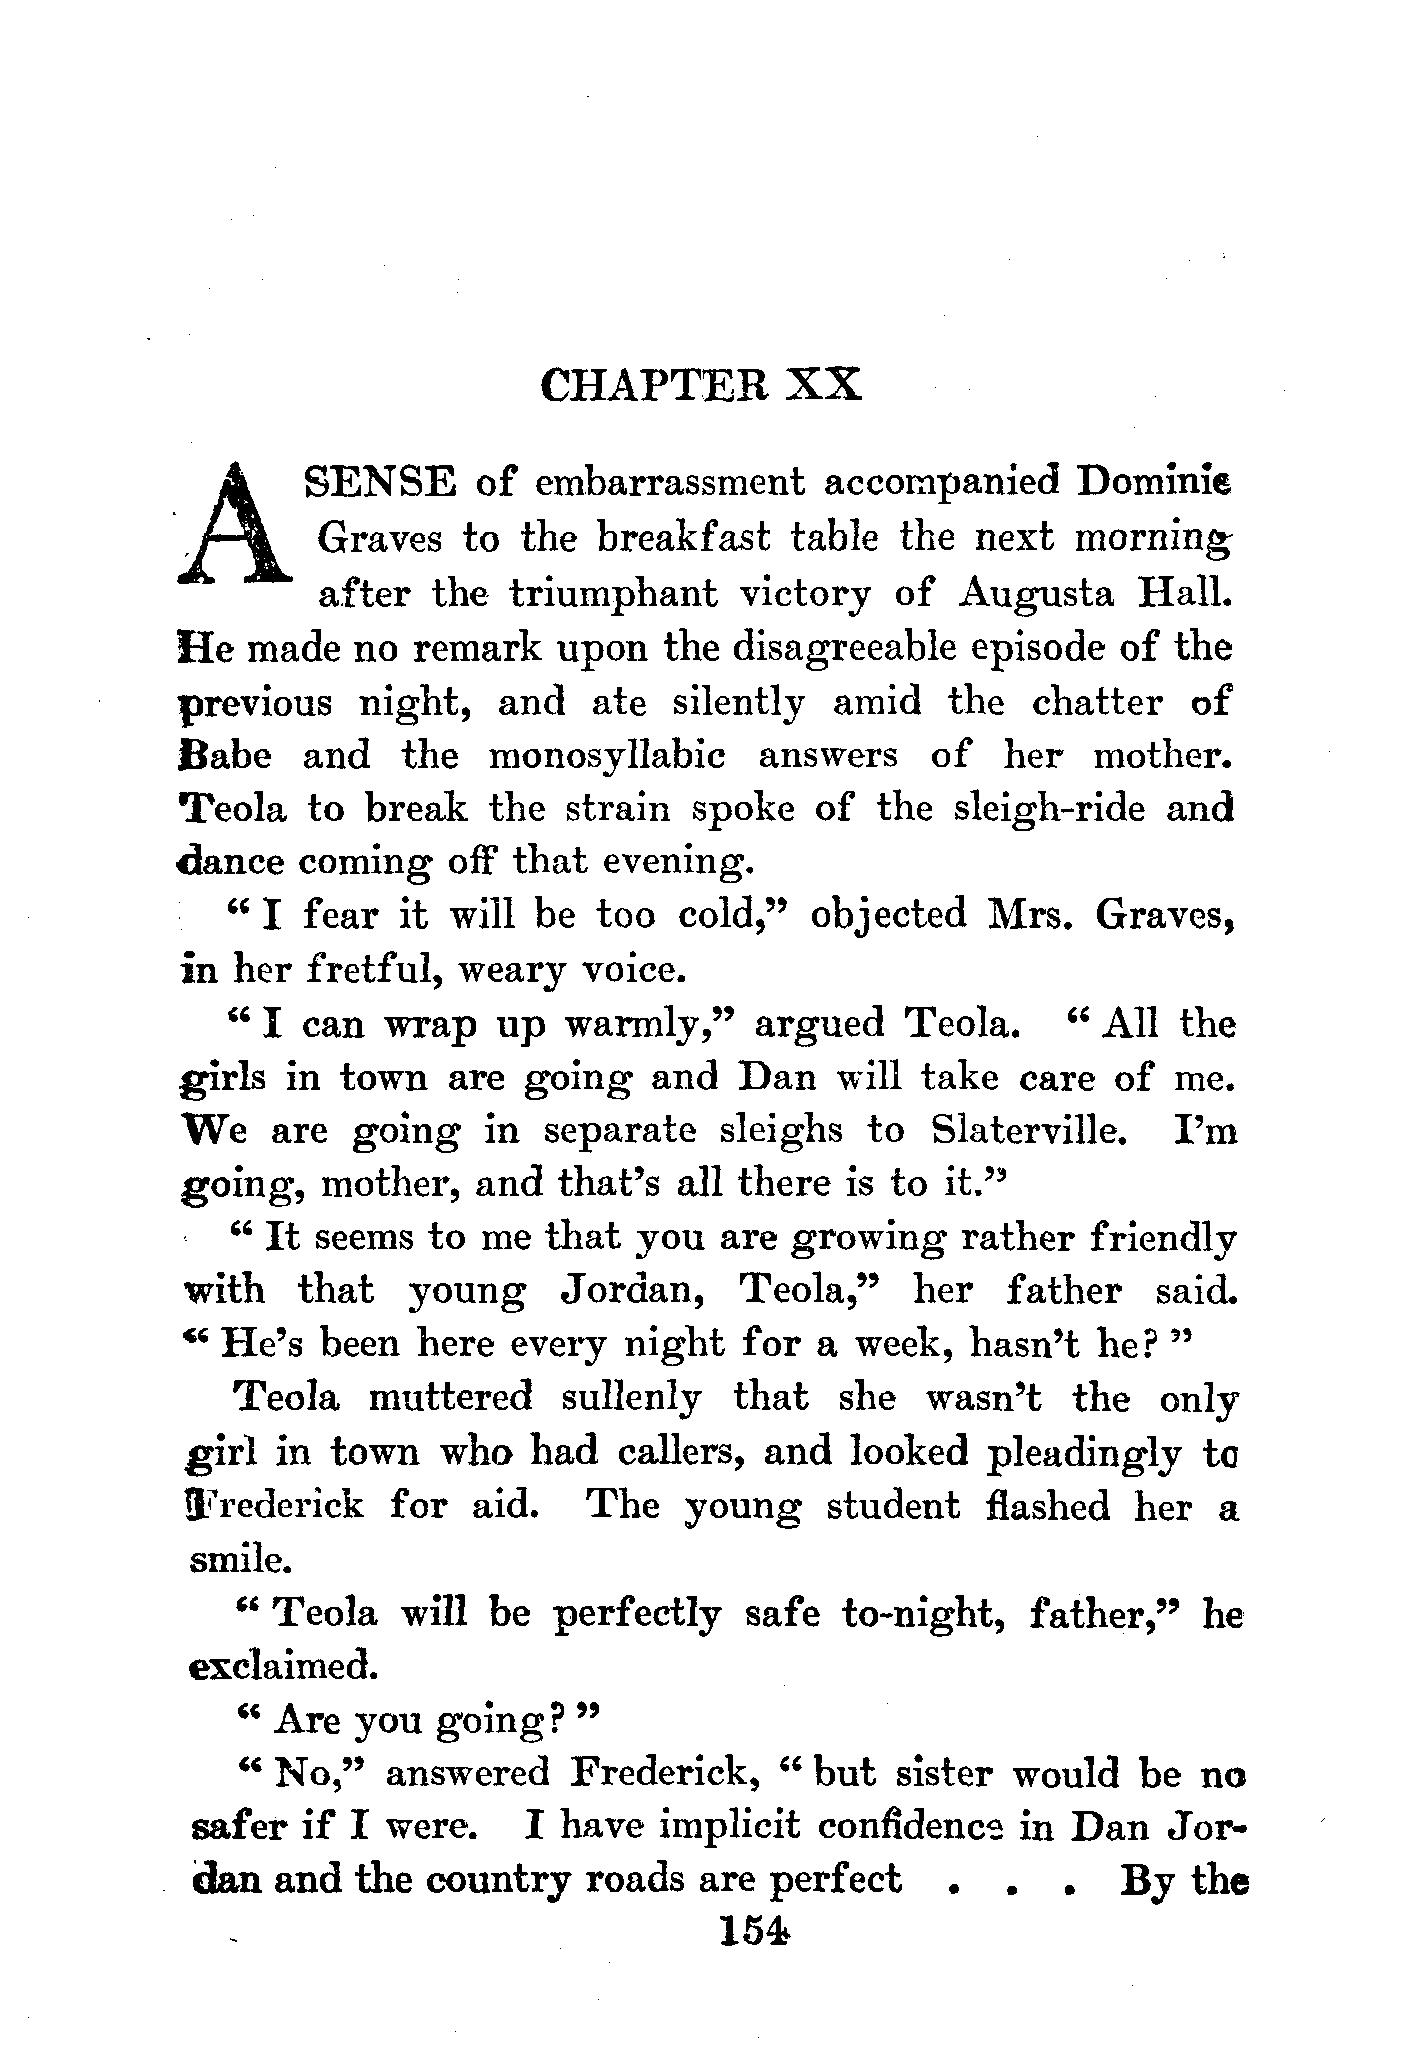 CHAPTER XX
A SENSE of embarrassment accompanied Dominie
Graves to the breakfast table the next morning
after the triumphant victory of Augusta Hall.
He made no remark upon the disagreeable episode of the
previous night, and ate silently amid the chatter of
Babe and the monosyllabic answers of her mother.
Teola to break the strain spoke of the sleigh-ride and
dance coming off that evening.
“ I fear it will be too cold,” objected Mrs. Graves,
in her fretful, weary voice.
“ I can wrap up warmly,” argued Teola. “ All the
girls in town are going and Dan will take care of me.
We are going in separate sleighs to Slaterville. I’m
going, mother, and that’s all there is to it.”
“ It seems to me that you are growing rather friendly
with that young Jordan, Teola,” her father said.
“ He’s been here every night for a week, hasn’t he? ”
Teola muttered sullenly that she wasn’t the only
girl in town who had callers, and looked pleadingly to
Frederick for aid. The young student flashed her a
smile.
“ Teola will be perfectly safe to-night, father,” he
exclaimed.
“ Are you going? ”
“ No,” answered Frederick, “ but sister would be no
safer if I were. I have implicit confidence in Dan Jor-
dan and the country roads are perfect . . . By the
154